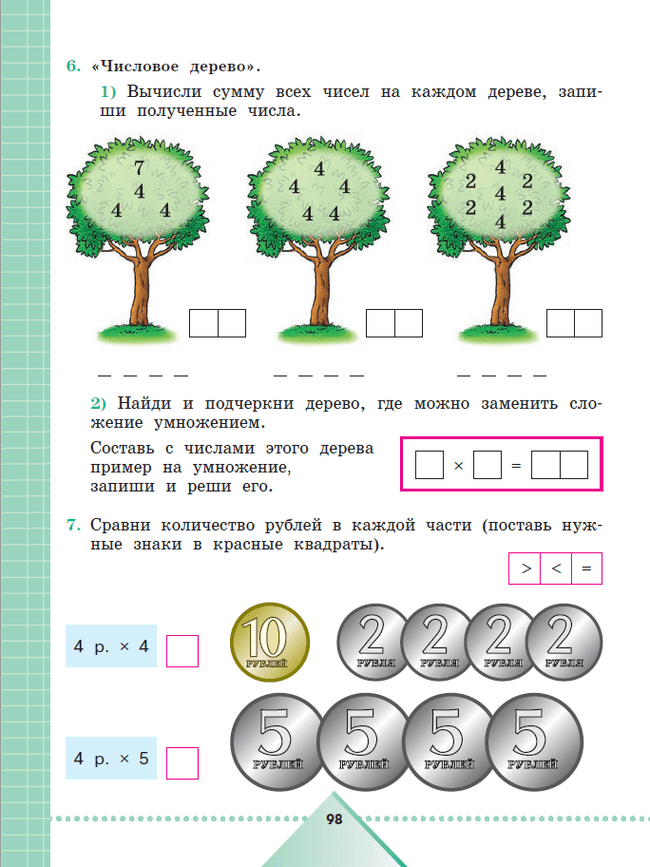 6. «Числовое дерево».
1) Вычисли сумму всех чисел на каждом дереве, запи-
ши полученные числа.
7
4
4 4
4
4 4
4 4
4
2 2
4
2 2
4
2) Найди и подчеркни дерево, где можно заменить сло-
жение умножением.
Составь с числами этого дерева
пример на умножение,
запиши и реши его.
× =
7. Сравни количество рублей в каждой части (поставь нуж-
ные знаки в красные квадраты).
> < =
4 р. × 4
10 РУБЛЕЙ
2 РУБЛЯ 2 РУБЛЯ 2 РУБЛЯ 2 РУБЛЯ
4 р. × 5
5 РУБЛЕЙ 5 РУБЛЕЙ 5 РУБЛЕЙ 5 РУБЛЕЙ
98